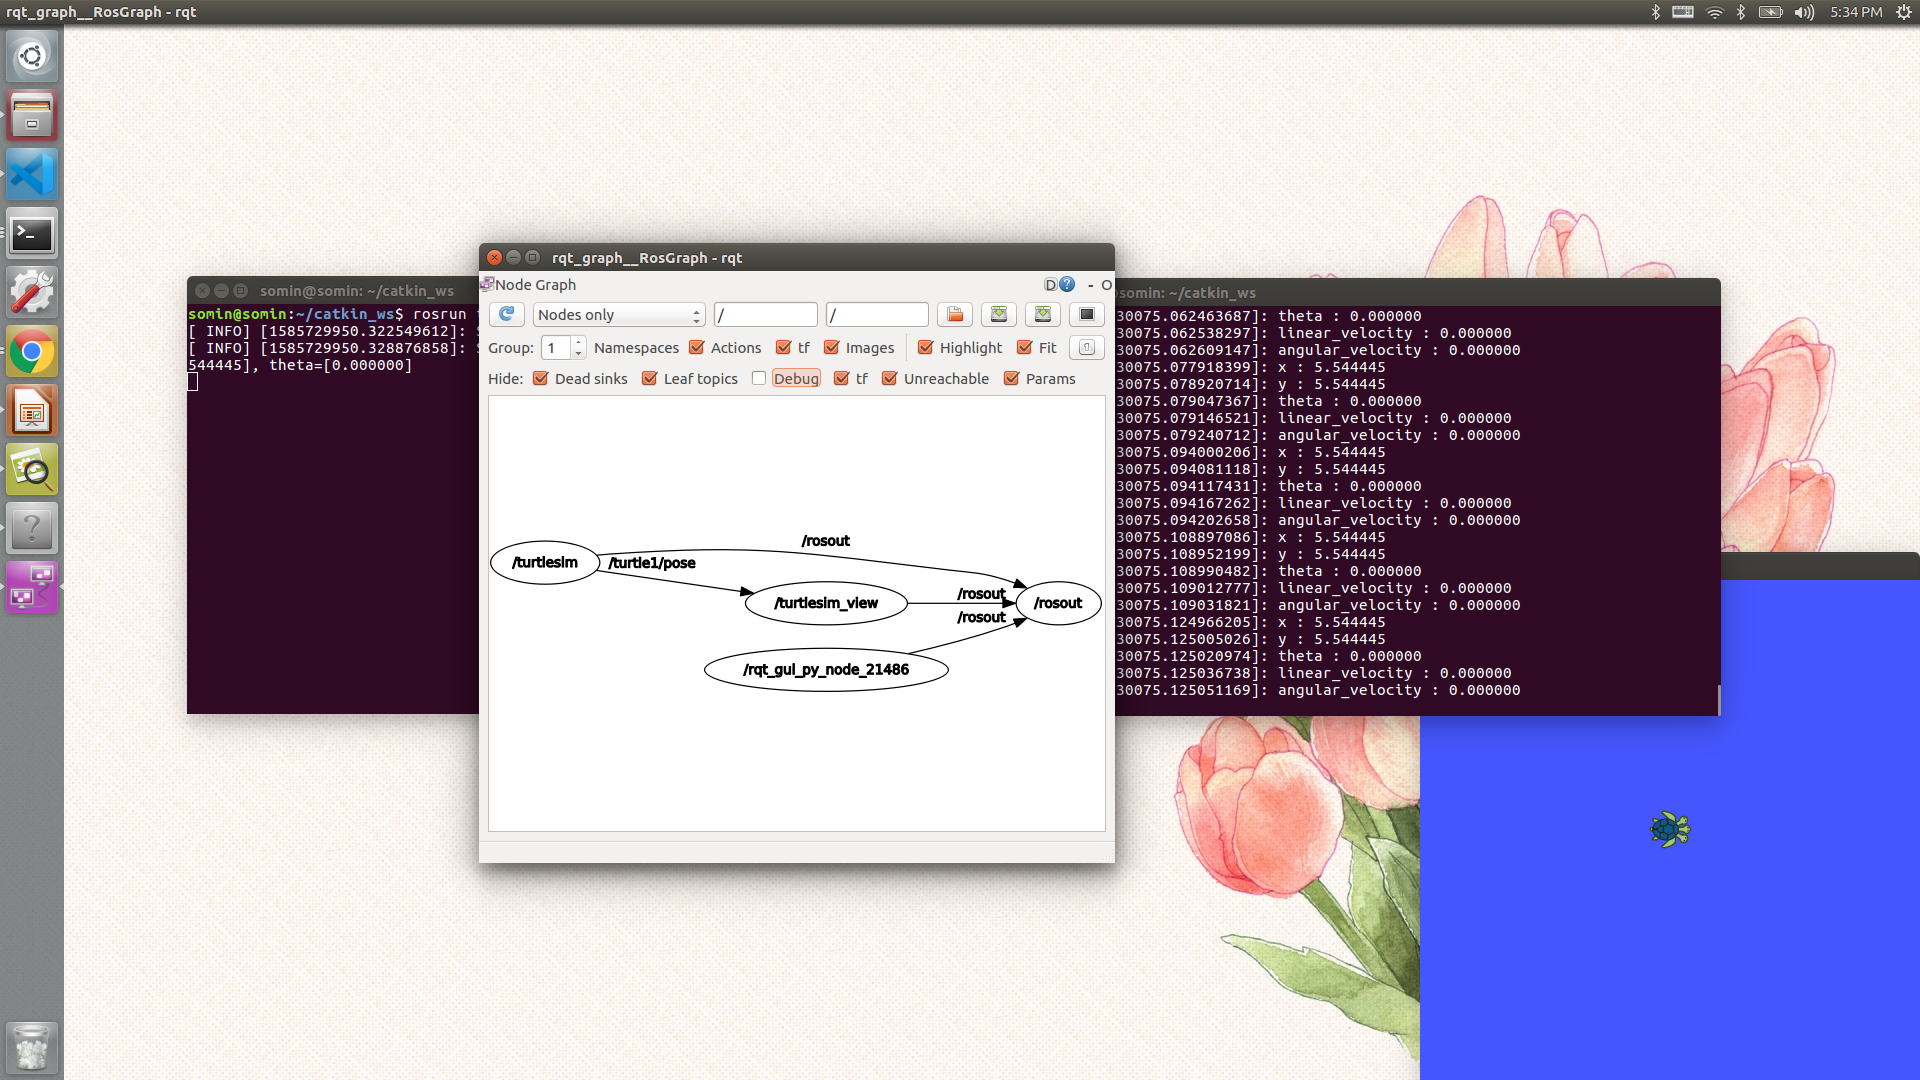 rqt_graph__RosGraph - rqt
5:34 PM
somin@somin: ~/catkin_ws
somin@somin:~/catkin_ws$ rosrun
[ INFO] [1585729950.322549612]:
[ INFO] [1585729950.328876858]:
544445], theta=[0.000000]
rqt_graph__RosGraph - rqt
Node Graph
D ? - O
Nodes only / /
Group: 1 Namespaces Actions tf Images Highlight Fit
Hide: Dead sinks Leaf topics Debug tf Unreachable Params
/rosout
/turtlesim /turtle1/pose
/rosout
/turtlesim_view /rosout
/rosout
/rqt_gui_py_node_21486
somin: ~/catkin_ws
30075.062463687]: theta : 0.000000
30075.062538297]: linear_velocity : 0.000000
30075.062609147]: angular_velocity : 0.000000
30075.077918399]: x : 5.544445
30075.078920714]: y : 5.544445
30075.079047367]: theta : 0.000000
30075.079146521]: linear_velocity : 0.000000
30075.079240712]: angular_velocity : 0.000000
30075.094000206]: x : 5.544445
30075.094081118]: y : 5.544445
30075.094117431]: theta : 0.000000
30075.094167262]: linear_velocity : 0.000000
30075.094202658]: angular_velocity : 0.000000
30075.108897086]: x : 5.544445
30075.108952199]: y : 5.544445
30075.108990482]: theta : 0.000000
30075.109012777]: linear_velocity : 0.000000
30075.109031821]: angular_velocity : 0.000000
30075.124966205]: x : 5.544445
30075.125005026]: y : 5.544445
30075.125020974]: theta : 0.000000
30075.125036738]: linear_velocity : 0.000000
30075.125051169]: angular_velocity : 0.000000